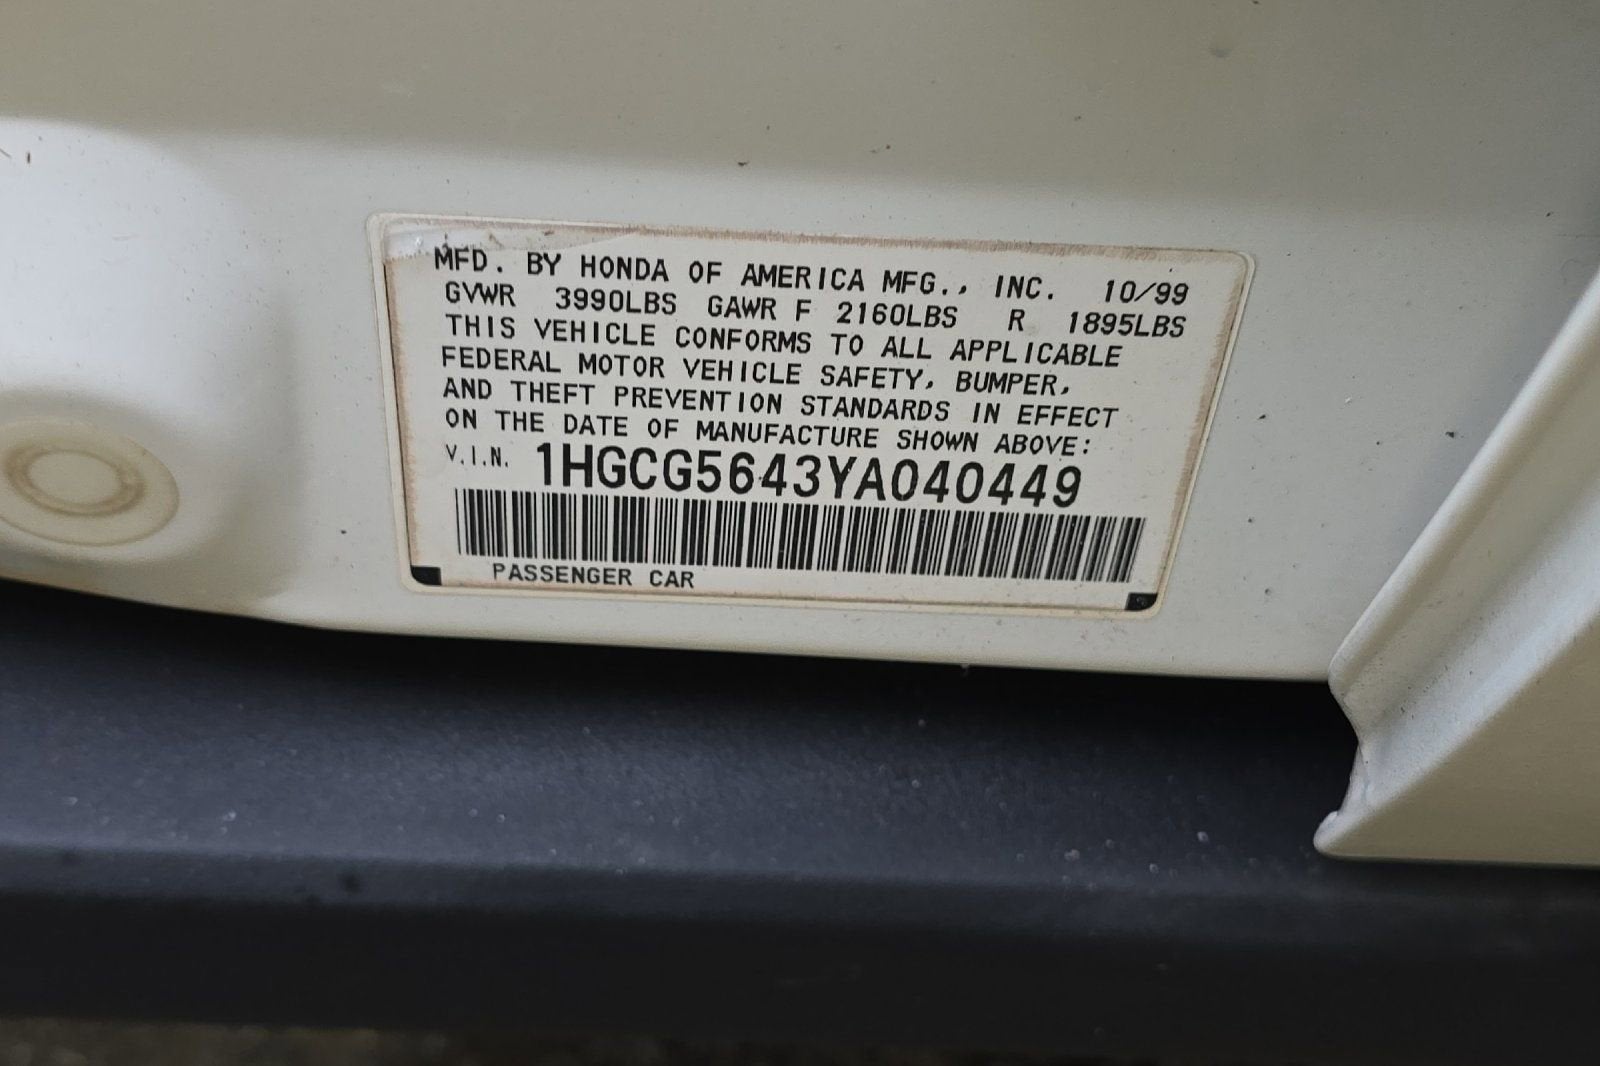 MFD. BY HONDA OF AMERICA MFG., INC. 10/99
GVWR 3990LBS GAWR F 2160LBS R 1895LBS
THIS VEHICLE CONFORMS TO ALL APPLICABLE
FEDERAL MOTOR VEHICLE SAFETY, BUMPER,
AND THEFT PREVENTION STANDARDS IN EFFECT
ON THE DATE OF MANUFACTURE SHOWN ABOVE:
V.I.N. 1HGCG5643YA040449
PASSENGER CAR